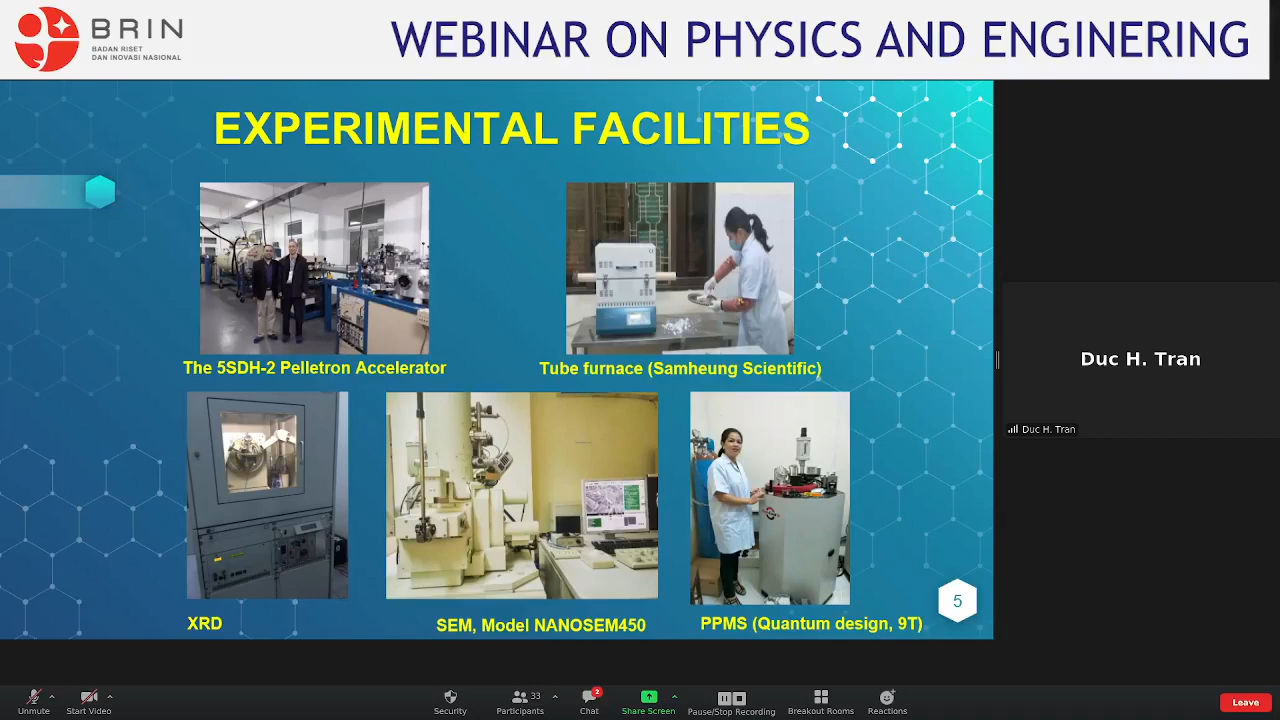 BRIN
BADAN RISET
DAN INOVASI NASIONAL
WEBINAR ON PHYSICS AND ENGINERING
EXPERIMENTAL FACILITIES
The 5SDH-2 Pelletron Accelerator
Tube furnace (Samheung Scientific)
XRD
SEM, Model NANOSEM450
PPMS (Quantum design, 9T)
5
Duc H. Tran
Duc H. Tran
Unmute
Start Video
Security
33
Participants
2
Chat
Share Screen
Pause/Stop Recording
Breakout Rooms
Reactions
Leave